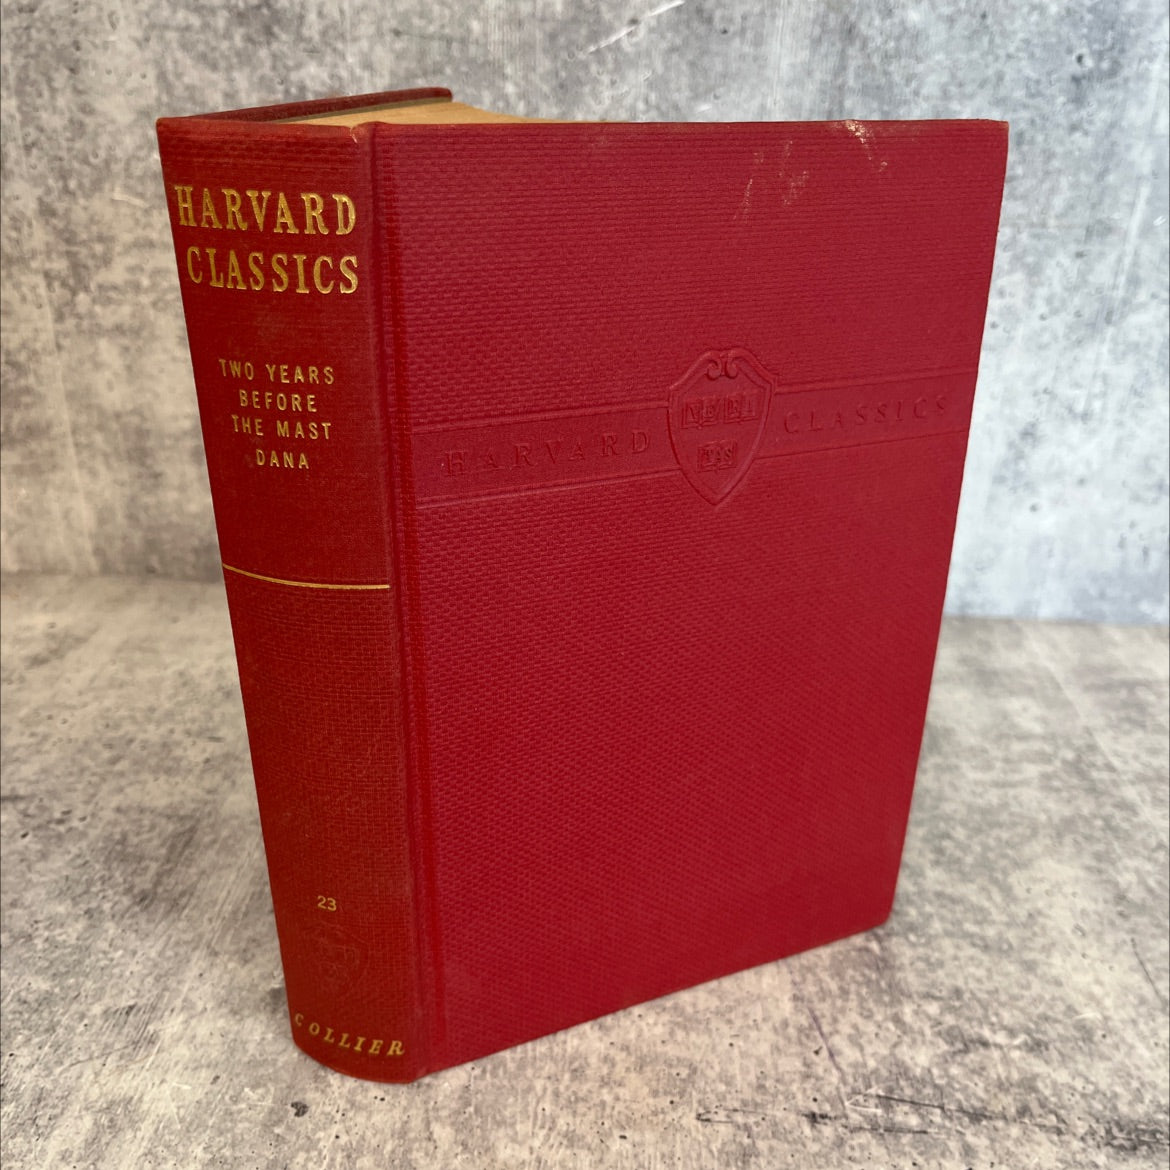 HARVARD
CLASSICS
TWO YEARS
BEFORE
THE MAST
DANA
23
COLLIER
HARVARD CLASSICS